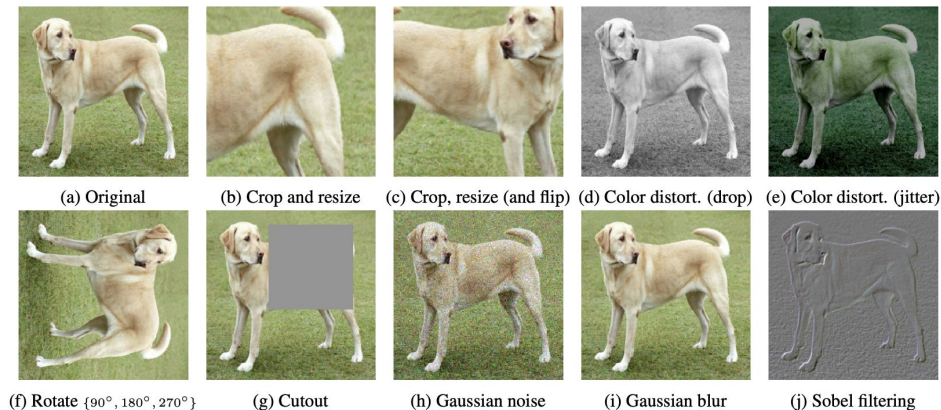 (a) Original
(b) Crop and resize
(c) Crop, resize (and flip)
(d) Color distort. (drop)
(e) Color distort. (jitter)
(f) Rotate {90°, 180°, 270°}
(g) Cutout
(h) Gaussian noise
(i) Gaussian blur
(j) Sobel filtering